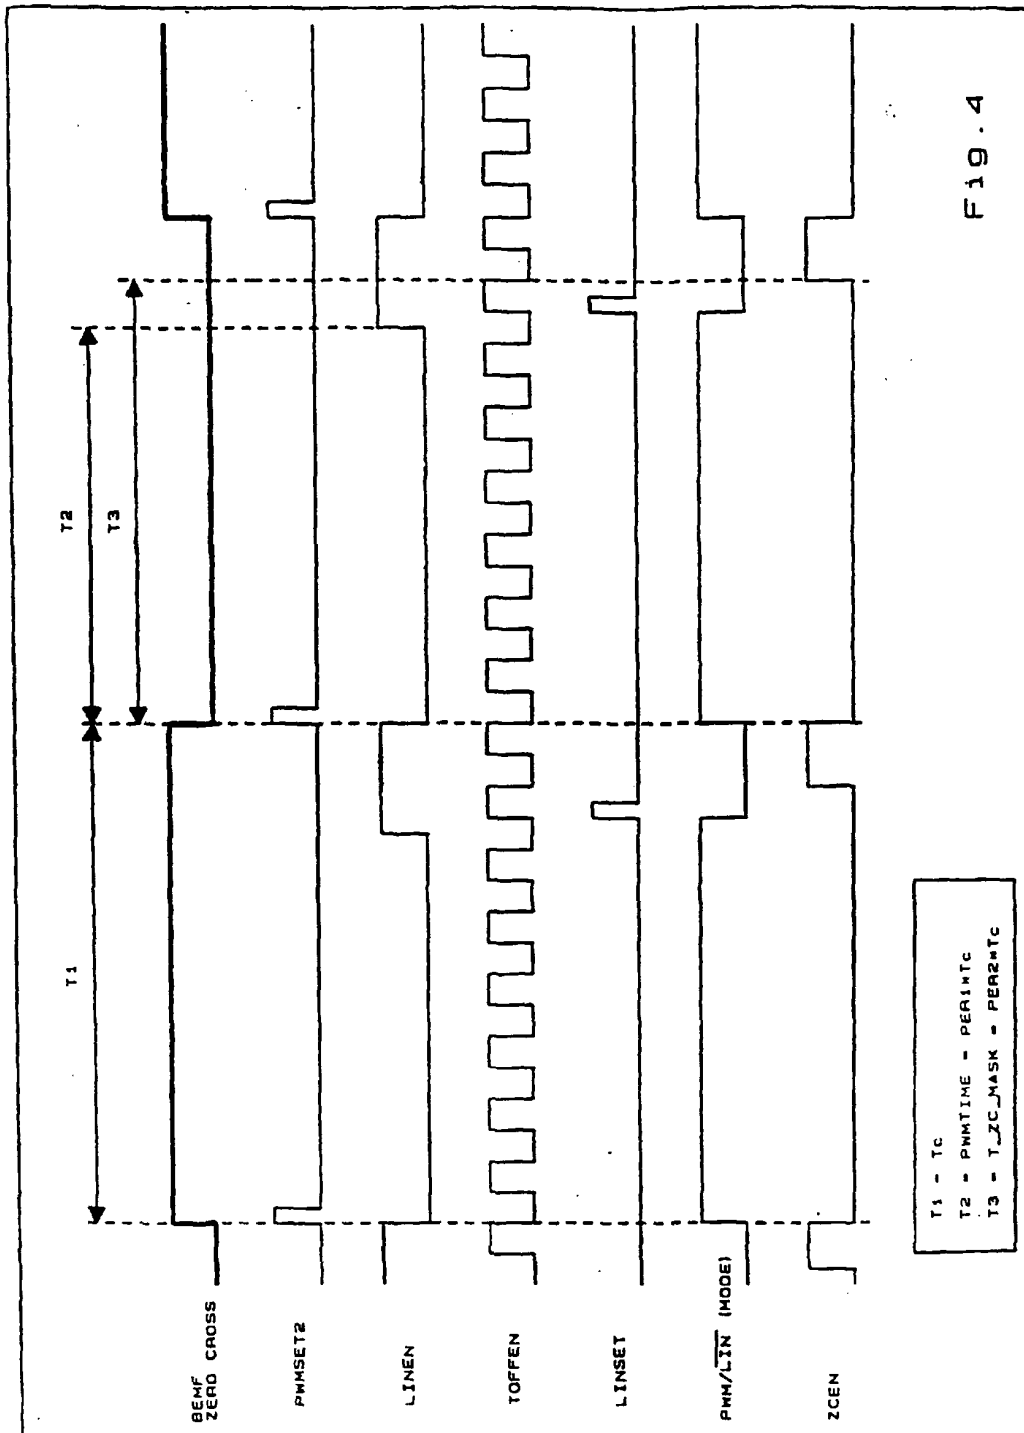 T1
T2
T3
BEMF
ZERO CROSS
PWMSET2
LINEN
TOFFEN
LINSET
PWM/LIN (MODE)
ZCEN
T1 = Tc
T2 = PWMTIME = PER1*Tc
T3 = T_ZC_MASK = PER2*Tc
Fig. 4